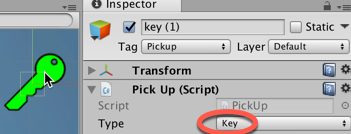 Inspector
key (1)
Static
Tag Pickup Layer Default
Transform
Pick Up (Script)
Script PickUp
Type Key